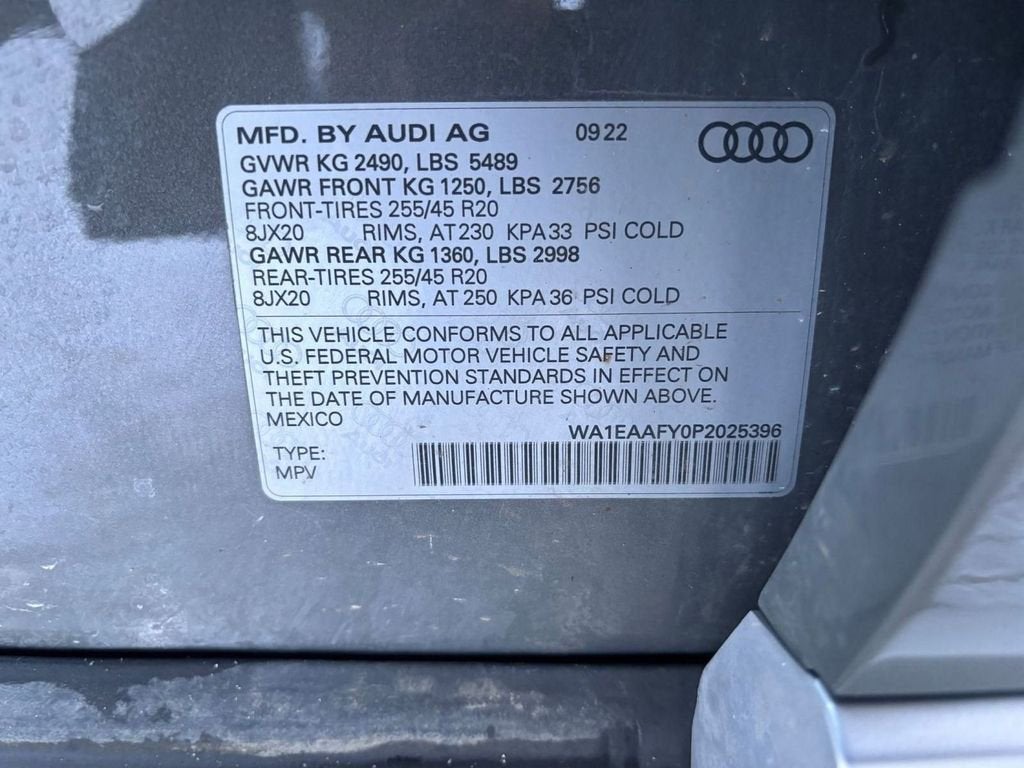 MFD. BY AUDI AG 09 22
GVWR KG 2490, LBS 5489
GAWR FRONT KG 1250, LBS 2756
FRONT-TIRES 255/45 R20
8JX20 RIMS, AT 230 KPA 33 PSI COLD
GAWR REAR KG 1360, LBS 2998
REAR-TIRES 255/45 R20
8JX20 RIMS, AT 250 KPA 36 PSI COLD
THIS VEHICLE CONFORMS TO ALL APPLICABLE
U.S. FEDERAL MOTOR VEHICLE SAFETY AND
THEFT PREVENTION STANDARDS IN EFFECT ON
THE DATE OF MANUFACTURE SHOWN ABOVE.
MEXICO
WA1EAAFY0P2025396
TYPE:
MPV